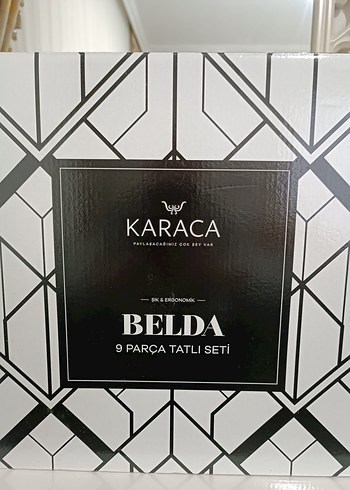 KARACA
PAYLAŞACAĞIMIZ ÇOK ŞEY VAR
ŞIK & ERGONOMİK
BELDA
9 PARÇA TATLI SETİ